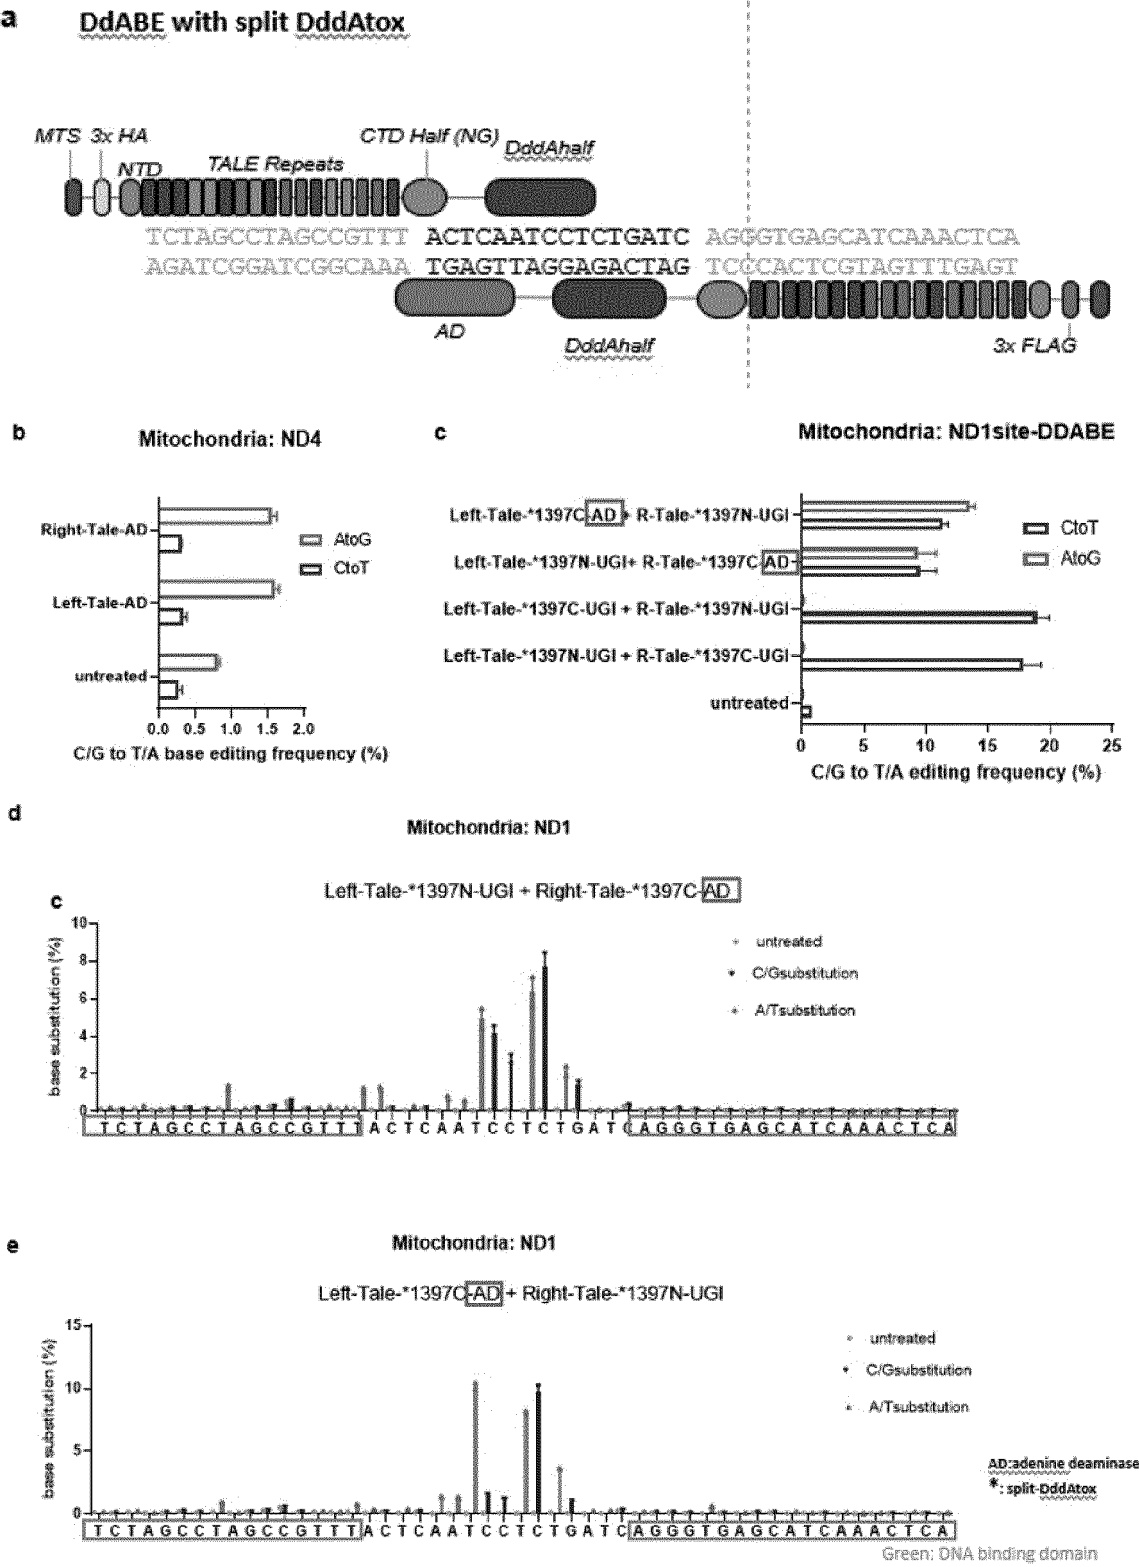 a
DdABE with split DddAtox
MTS 3x HA
CTD Half (NG)
DddAhalf
NTD
TALE Repeats
TCTAGCCTAGCCGTTT ACTCAATCCTCTGATC AGGGTGAGCATCAAACTCA
AGATCGGATCGGCAAA TGAGTTAGGAGACTAG TCCCACTCGTAGTTTGAGT
AD
DddAhalf
3x FLAG
b
Mitochondria: ND4
Right-Tale-AD
Left-Tale-AD
untreated
AtoG
CtoT
0.0 0.5 1.0 1.5 2.0
C/G to T/A base editing frequency (%)
c
Mitochondria: ND1site-DDABE
Left-Tale-*1397C-AD + R-Tale-*1397N-UGI
Left-Tale-*1397N-UGI+ R-Tale-*1397C-AD
Left-Tale-*1397C-UGI + R-Tale-*1397N-UGI
Left-Tale-*1397N-UGI + R-Tale-*1397C-UGI
untreated
CtoT
AtoG
0 5 10 15 20 25
C/G to T/A editing frequency (%)
d
Mitochondria: ND1
Left-Tale-*1397N-UGI + Right-Tale-*1397C-AD
c
base substitution (%)
10
8
6
4
2
0
untreated
C/Gsubstitution
A/Tsubstitution
TCTAGCCTAGCCGTTTACTCAATCCTCTGATCAGGGTGAGCATCAAACTCA
e
Mitochondria: ND1
Left-Tale-*1397C-AD + Right-Tale-*1397N-UGI
base substitution (%)
15
10
5
0
untreated
C/Gsubstitution
A/Tsubstitution
TCTAGCCTAGCCGTTTACTCAATCCTCTGATCAGGGTGAGCATCAAACTCA
AD:adenine deaminase
*: split-DddAtox
Green: DNA binding domain